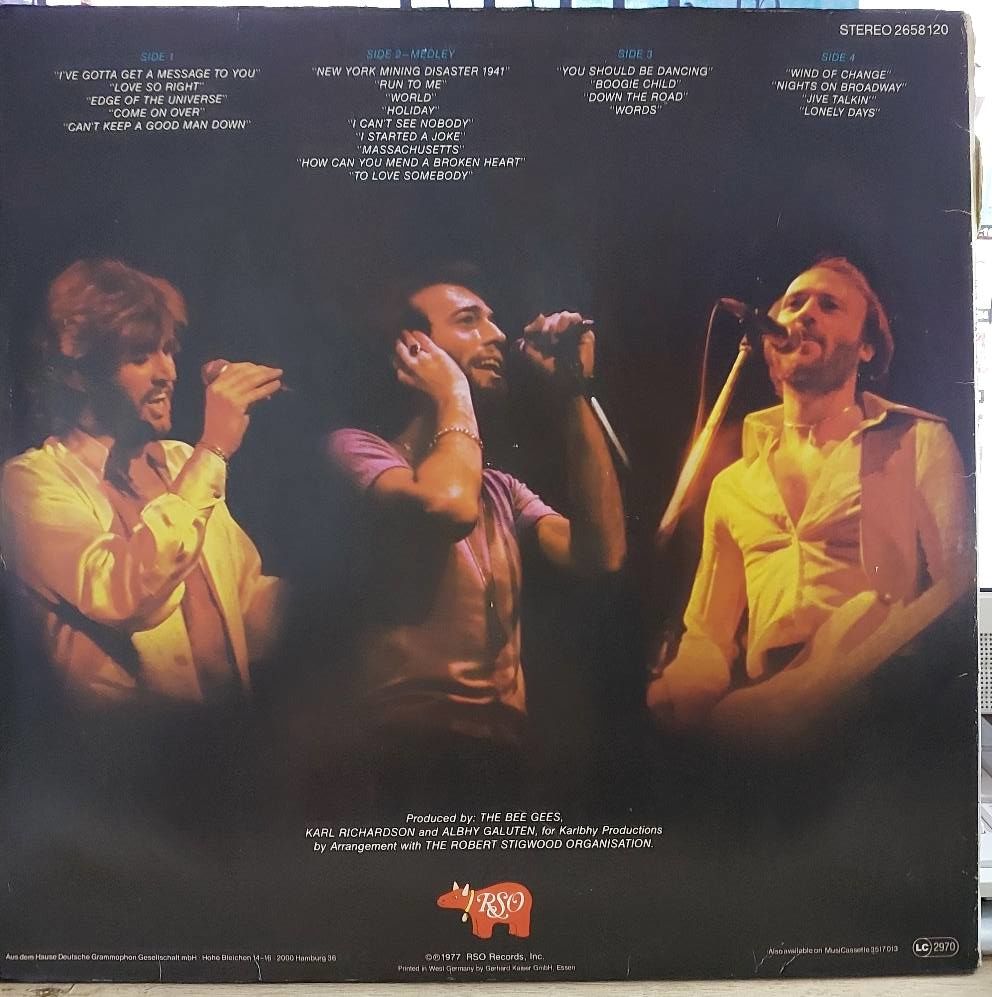 STEREO 2658120
SIDE 1
"I'VE GOTTA GET A MESSAGE TO YOU"
"LOVE SO RIGHT"
"EDGE OF THE UNIVERSE"
"COME ON OVER"
"CAN'T KEEP A GOOD MAN DOWN"
SIDE 2–MEDLEY
"NEW YORK MINING DISASTER 1941"
"RUN TO ME"
"WORLD"
"HOLIDAY"
"I CAN'T SEE NOBODY"
"I STARTED A JOKE"
"MASSACHUSETTS"
"HOW CAN YOU MEND A BROKEN HEART"
"TO LOVE SOMEBODY"
SIDE 3
"YOU SHOULD BE DANCING"
"BOOGIE CHILD"
"DOWN THE ROAD"
"WORDS"
SIDE 4
"WIND OF CHANGE"
"NIGHTS ON BROADWAY"
"JIVE TALKIN'"
"LONELY DAYS"
Produced by: THE BEE GEES,
KARL RICHARDSON and ALBHY GALUTEN, for Karlbhy Productions
by Arrangement with THE ROBERT STIGWOOD ORGANISATION.
RSO
Aus dem Hause Deutsche Grammophon Gesellschaft mbH · Hohe Bleichen 14-16 · 2000 Hamburg 36
©℗1977 RSO Records, Inc.
Printed in West Germany by Gerhard Kaiser GmbH, Essen
Also available on MusiCassette 3517013
LC 2970